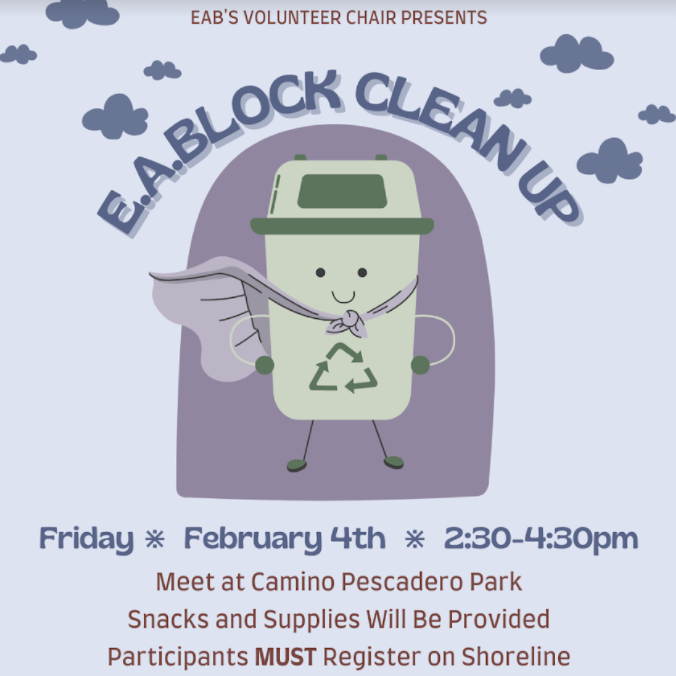 EAB'S VOLUNTEER CHAIR PRESENTS
E.A.BLOCK CLEAN UP
Friday ※ February 4th ※ 2:30-4:30pm
Meet at Camino Pescadero Park
Snacks and Supplies Will Be Provided
Participants MUST Register on Shoreline